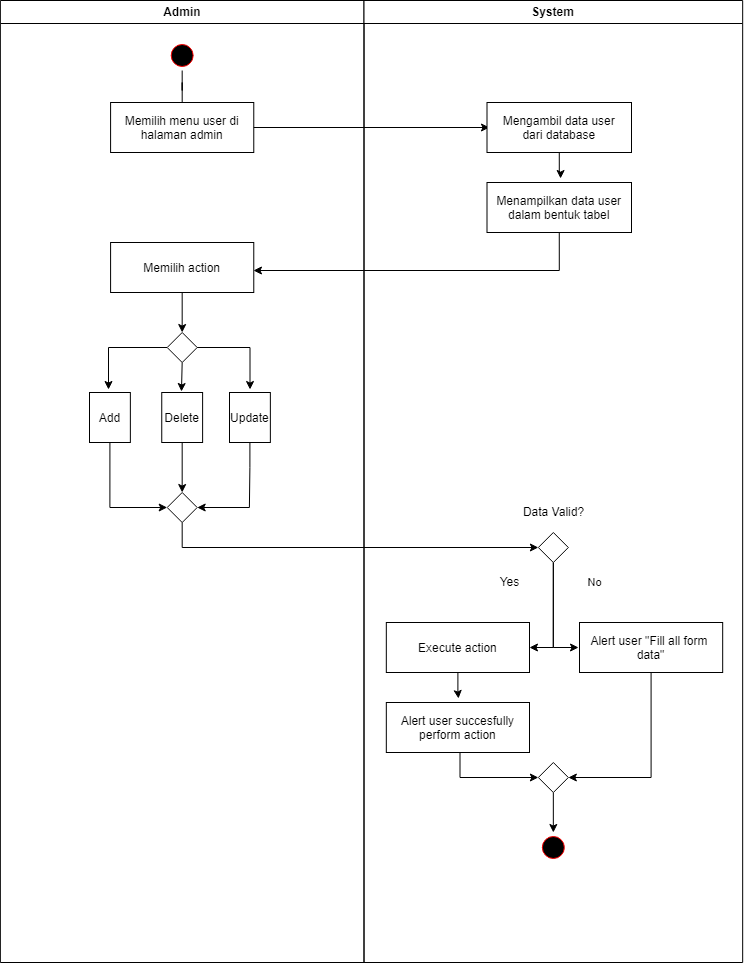 Admin
System
Memilih menu user di
halaman admin
Mengambil data user
dari database
Menampilkan data user
dalam bentuk tabel
Memilih action
Add
Delete
Update
Data Valid?
Yes
No
Execute action
Alert user "Fill all form
data"
Alert user succesfully
perform action